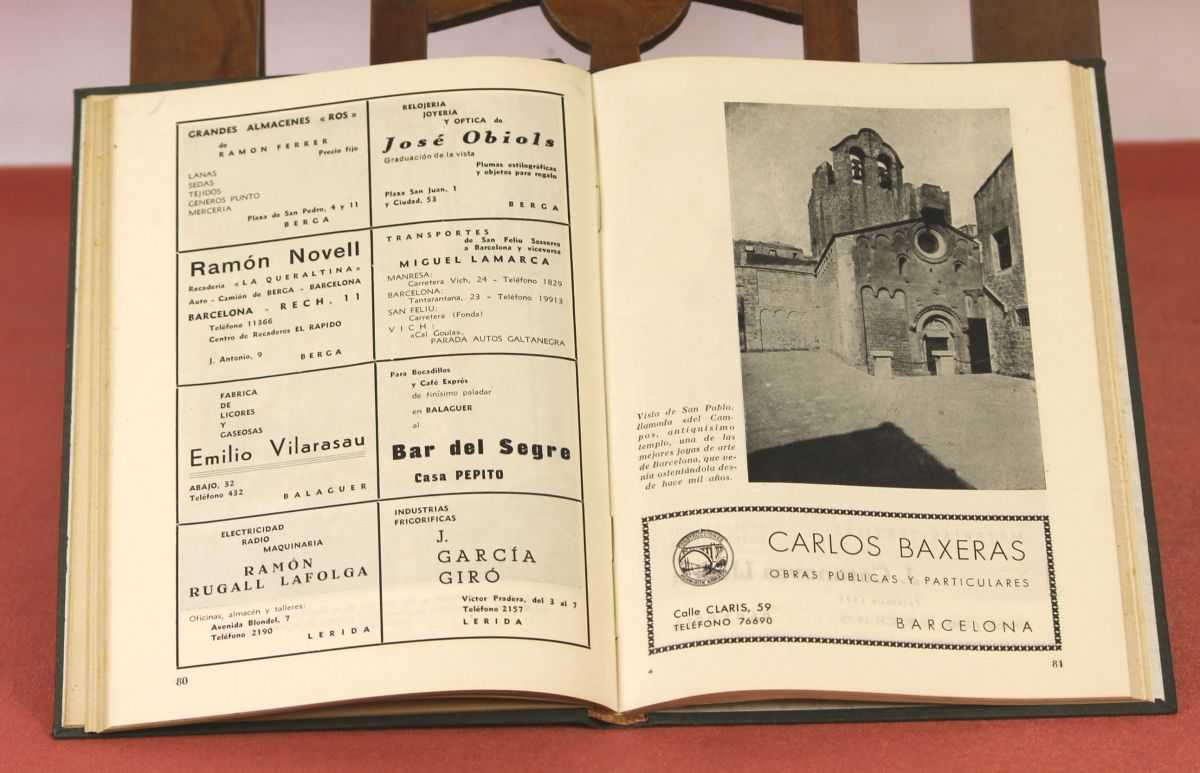 GRANDES ALMACENES «ROS»
de
RAMON FERRER
Precio fijo
LANAS
SEDAS
TEJIDOS
GENEROS PUNTO
MERCERIA
Plaza de San Pedro, 4 y 11
BERGA
RELOJERIA
JOYERIA
Y OPTICA de
José Obiols
Graduación de la vista
Plumas estilográficas
y objetos para regalo
Plaza San Juan, 1
y Ciudad, 53
BERGA
Ramón Novell
Recadería «LA QUERALTINA»
Auto - Camión de BERGA - BARCELONA
BARCELONA - RECH, 11
Teléfono 11366
Centro de Recaderos EL RAPIDO
J. Antonio, 9 BERGA
TRANSPORTES
de San Feliu Sasserra
a Barcelona y viceversa
MIGUEL LAMARCA
MANRESA:
Carretera Vich, 24 - Teléfono 1829
BARCELONA:
Tantarantana, 23 - Teléfono 19913
SAN FELIU:
Carretera (Fonda)
VICH:
«Cal Goula»,
PARADA AUTOS GALTANEGRA
FABRICA
DE
LICORES
Y
GASEOSAS
Emilio Vilarasau
ABAJO, 32
Teléfono 432
BALAGUER
Para Bocadillos
y Café Exprés
de finísimo paladar
en BALAGUER
al
Bar del Segre
Casa PEPITO
ELECTRICIDAD
RADIO
MAQUINARIA
RAMÓN
RUGALL LAFOLGA
Oficinas, almacén y talleres:
Avenida Blondel, 7
Teléfono 2190
LERIDA
INDUSTRIAS
FRIGORIFICAS
J.
GARCÍA
GIRÓ
Víctor Pradera, del 3 al 7
Teléfono 2157
LERIDA
80
Vista de San Pablo,
llamada «del Cam-
po», antiquísimo
templo, una de las
mejores joyas de arte
de Barcelona, que ve-
nía ostentándola des-
de hace mil años.
CARLOS BAXERAS
OBRAS PÚBLICAS Y PARTICULARES
Calle CLARIS, 59
TELÉFONO 76690
BARCELONA
81